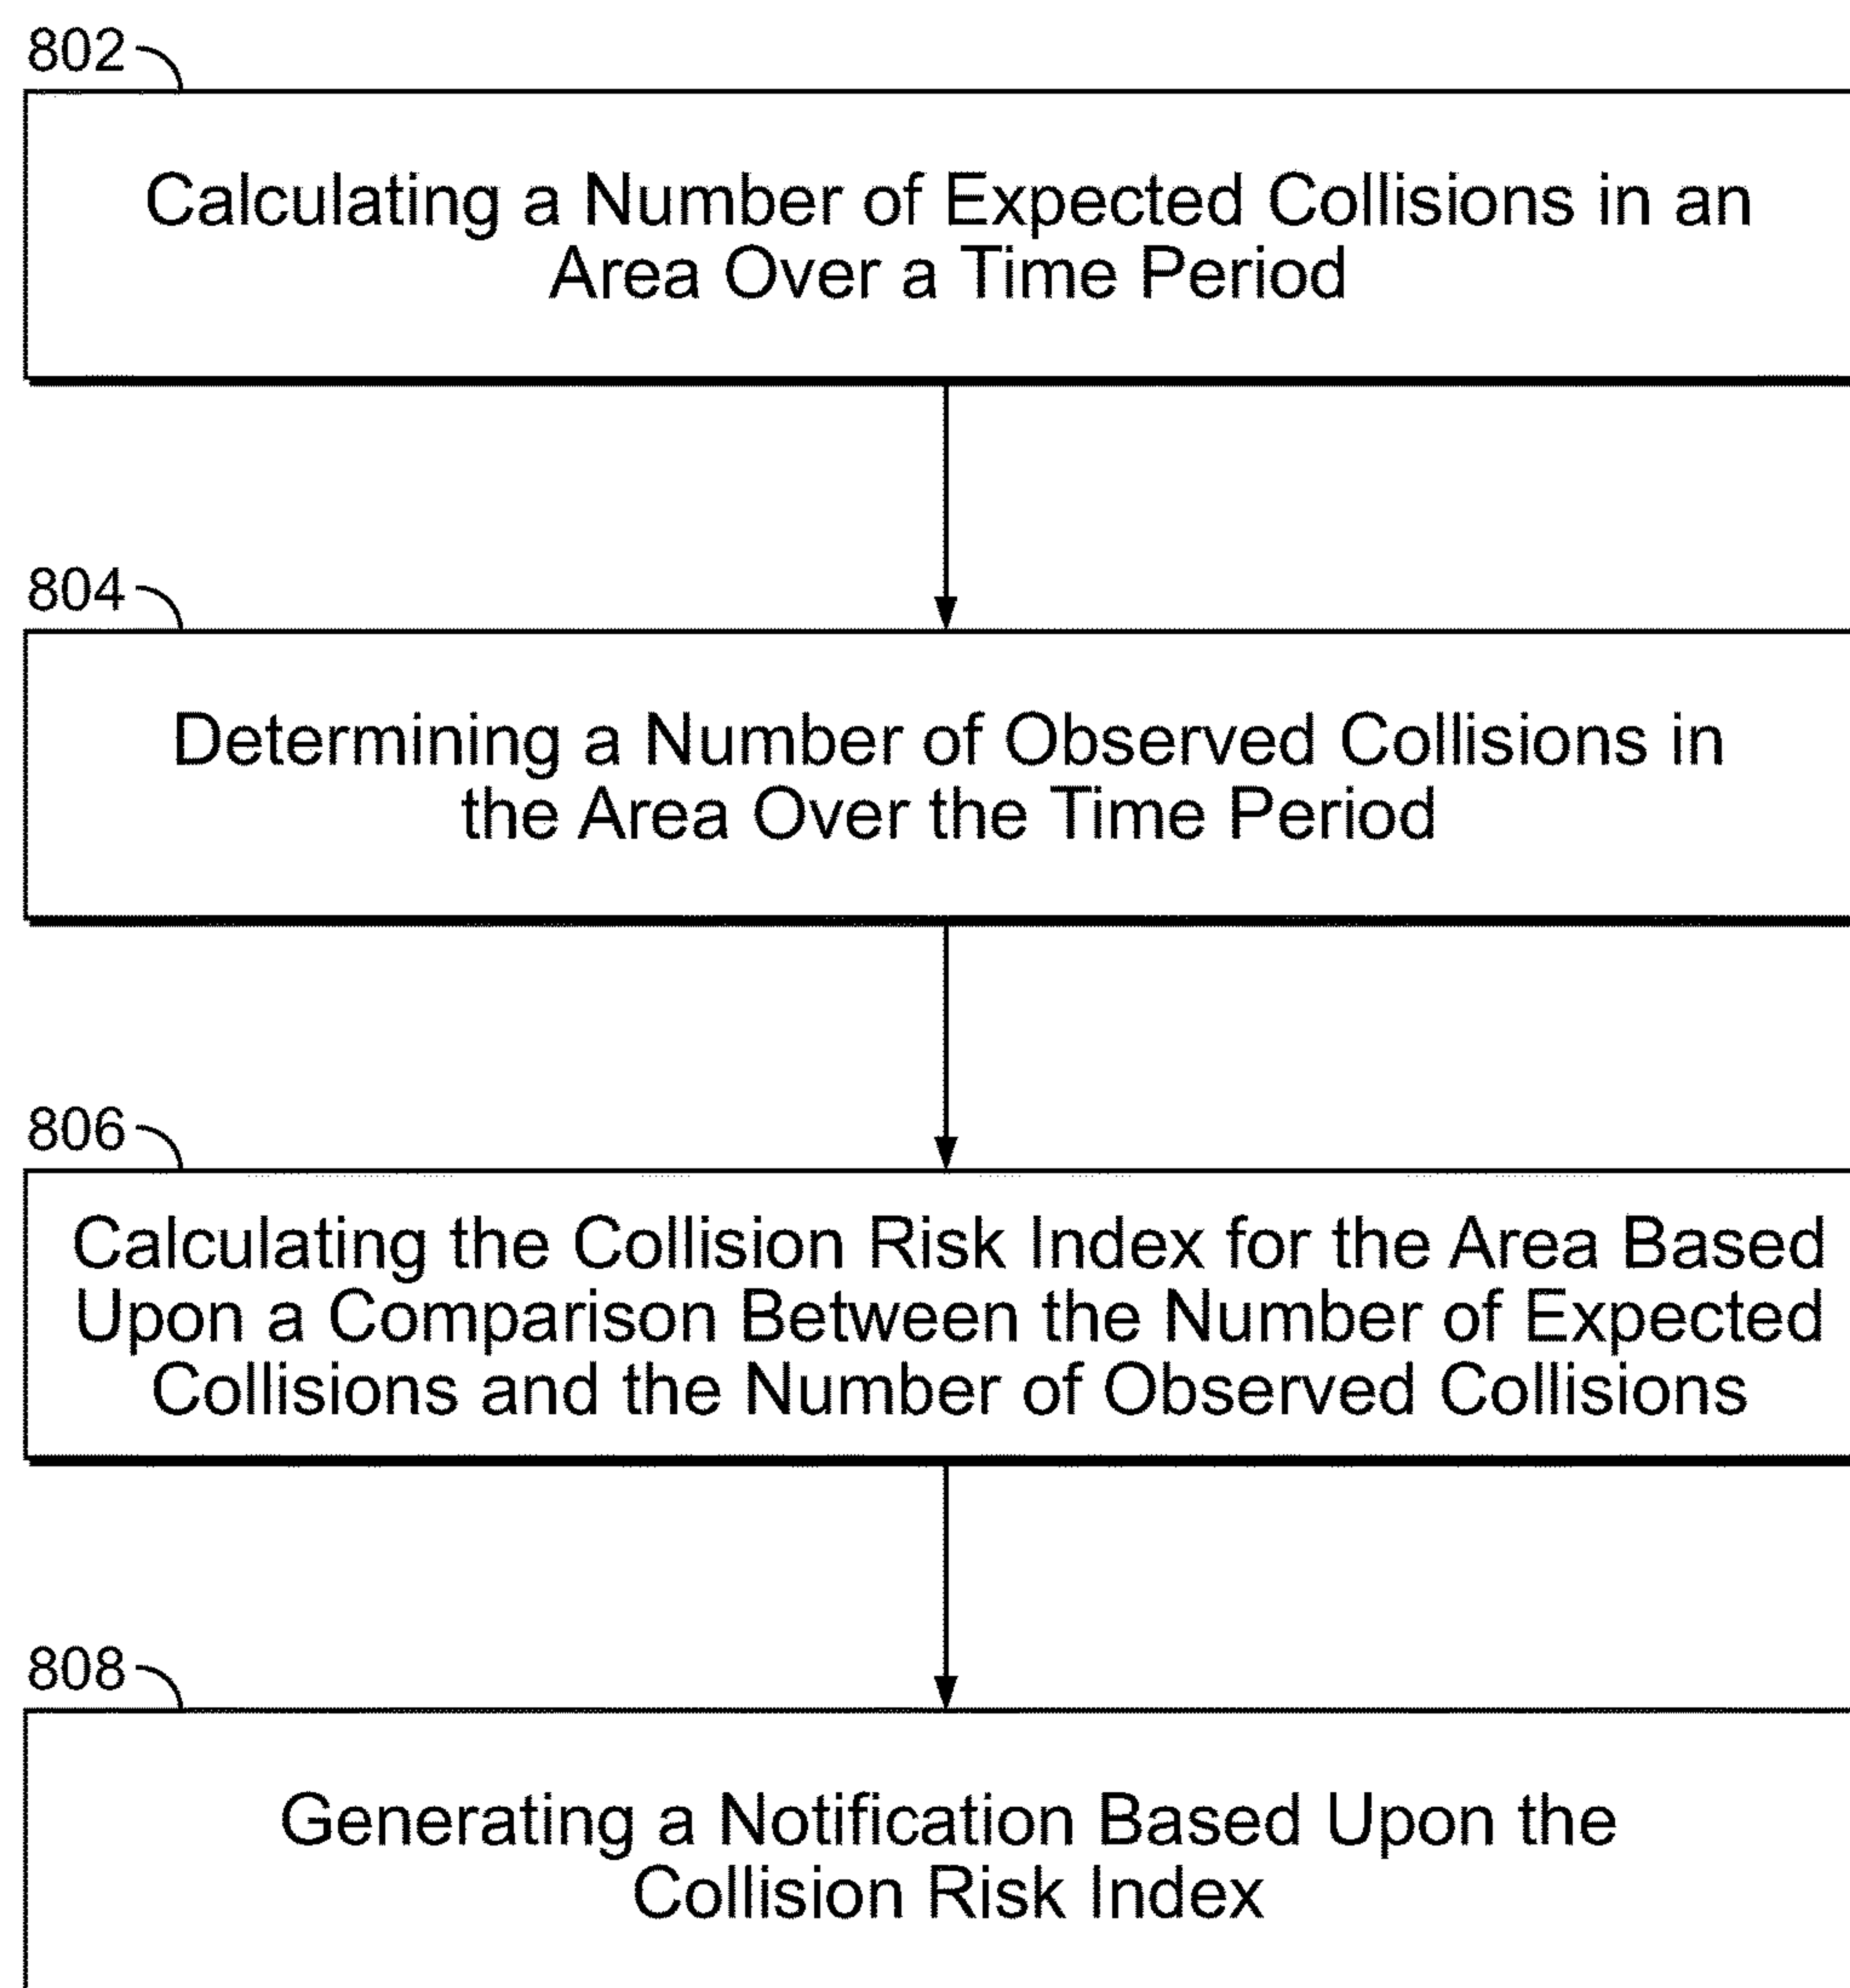 802
Calculating a Number of Expected Collisions in an
Area Over a Time Period
804
Determining a Number of Observed Collisions in
the Area Over the Time Period
806
Calculating the Collision Risk Index for the Area Based
Upon a Comparison Between the Number of Expected
Collisions and the Number of Observed Collisions
808
Generating a Notification Based Upon the
Collision Risk Index